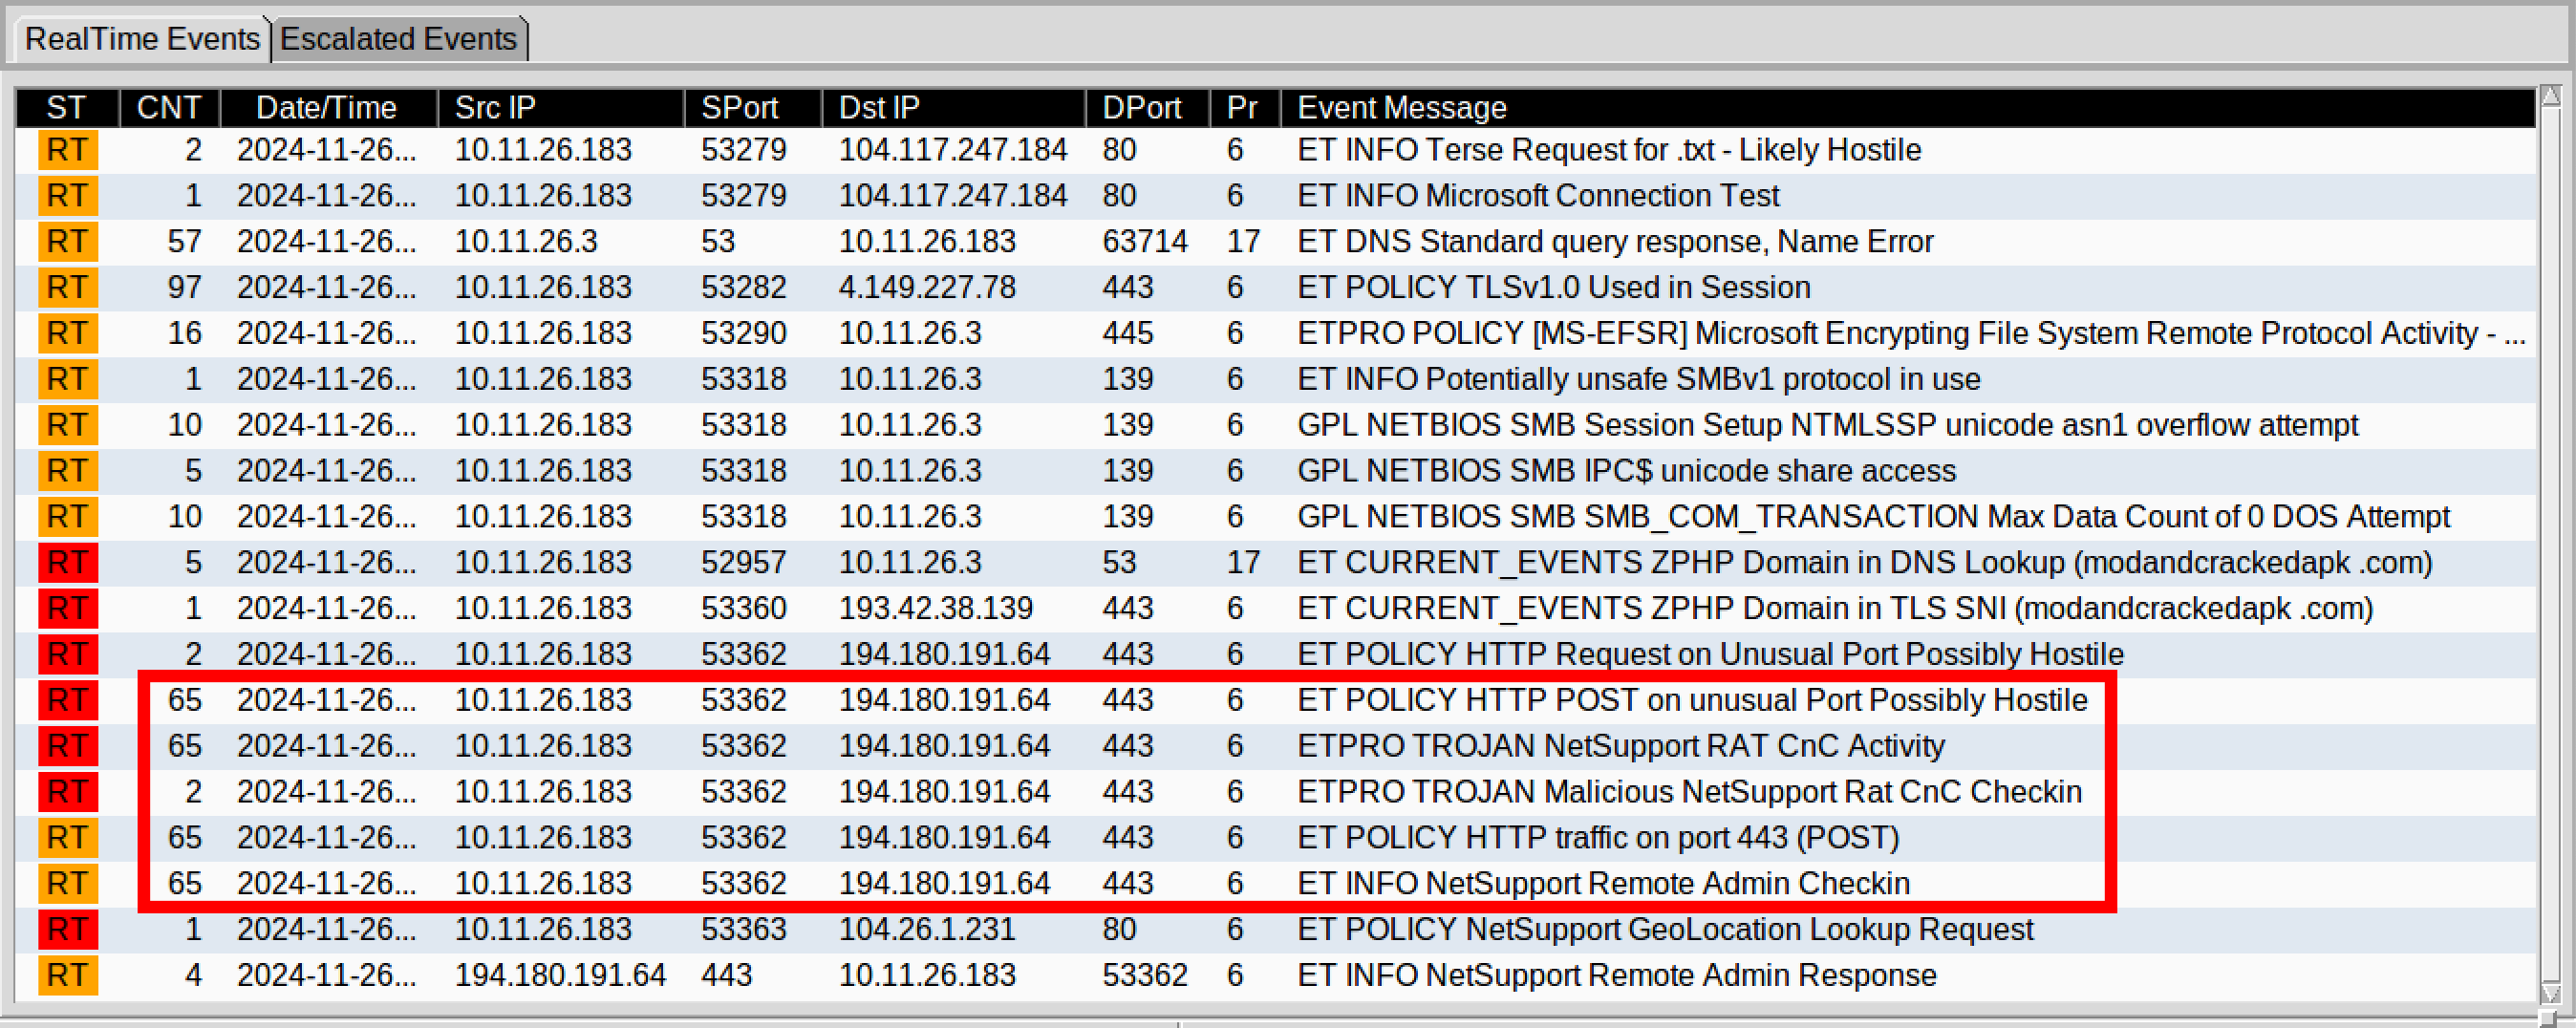 RealTime Events Escalated Events
ST CNT Date/Time Src IP SPort Dst IP DPort Pr Event Message
RT 2 2024-11-26... 10.11.26.183 53279 104.117.247.184 80 6 ET INFO Terse Request for .txt - Likely Hostile
RT 1 2024-11-26... 10.11.26.183 53279 104.117.247.184 80 6 ET INFO Microsoft Connection Test
RT 57 2024-11-26... 10.11.26.3 53 10.11.26.183 63714 17 ET DNS Standard query response, Name Error
RT 97 2024-11-26... 10.11.26.183 53282 4.149.227.78 443 6 ET POLICY TLSv1.0 Used in Session
RT 16 2024-11-26... 10.11.26.183 53290 10.11.26.3 445 6 ETPRO POLICY [MS-EFSR] Microsoft Encrypting File System Remote Protocol Activity - ...
RT 1 2024-11-26... 10.11.26.183 53318 10.11.26.3 139 6 ET INFO Potentially unsafe SMBv1 protocol in use
RT 10 2024-11-26... 10.11.26.183 53318 10.11.26.3 139 6 GPL NETBIOS SMB Session Setup NTMLSSP unicode asn1 overflow attempt
RT 5 2024-11-26... 10.11.26.183 53318 10.11.26.3 139 6 GPL NETBIOS SMB IPC$ unicode share access
RT 10 2024-11-26... 10.11.26.183 53318 10.11.26.3 139 6 GPL NETBIOS SMB SMB_COM_TRANSACTION Max Data Count of 0 DOS Attempt
RT 5 2024-11-26... 10.11.26.183 52957 10.11.26.3 53 17 ET CURRENT_EVENTS ZPHP Domain in DNS Lookup (modandcrackedapk .com)
RT 1 2024-11-26... 10.11.26.183 53360 193.42.38.139 443 6 ET CURRENT_EVENTS ZPHP Domain in TLS SNI (modandcrackedapk .com)
RT 2 2024-11-26... 10.11.26.183 53362 194.180.191.64 443 6 ET POLICY HTTP Request on Unusual Port Possibly Hostile
RT 65 2024-11-26... 10.11.26.183 53362 194.180.191.64 443 6 ET POLICY HTTP POST on unusual Port Possibly Hostile
RT 65 2024-11-26... 10.11.26.183 53362 194.180.191.64 443 6 ETPRO TROJAN NetSupport RAT CnC Activity
RT 2 2024-11-26... 10.11.26.183 53362 194.180.191.64 443 6 ETPRO TROJAN Malicious NetSupport Rat CnC Checkin
RT 65 2024-11-26... 10.11.26.183 53362 194.180.191.64 443 6 ET POLICY HTTP traffic on port 443 (POST)
RT 65 2024-11-26... 10.11.26.183 53362 194.180.191.64 443 6 ET INFO NetSupport Remote Admin Checkin
RT 1 2024-11-26... 10.11.26.183 53363 104.26.1.231 80 6 ET POLICY NetSupport GeoLocation Lookup Request
RT 4 2024-11-26... 194.180.191.64 443 10.11.26.183 53362 6 ET INFO NetSupport Remote Admin Response